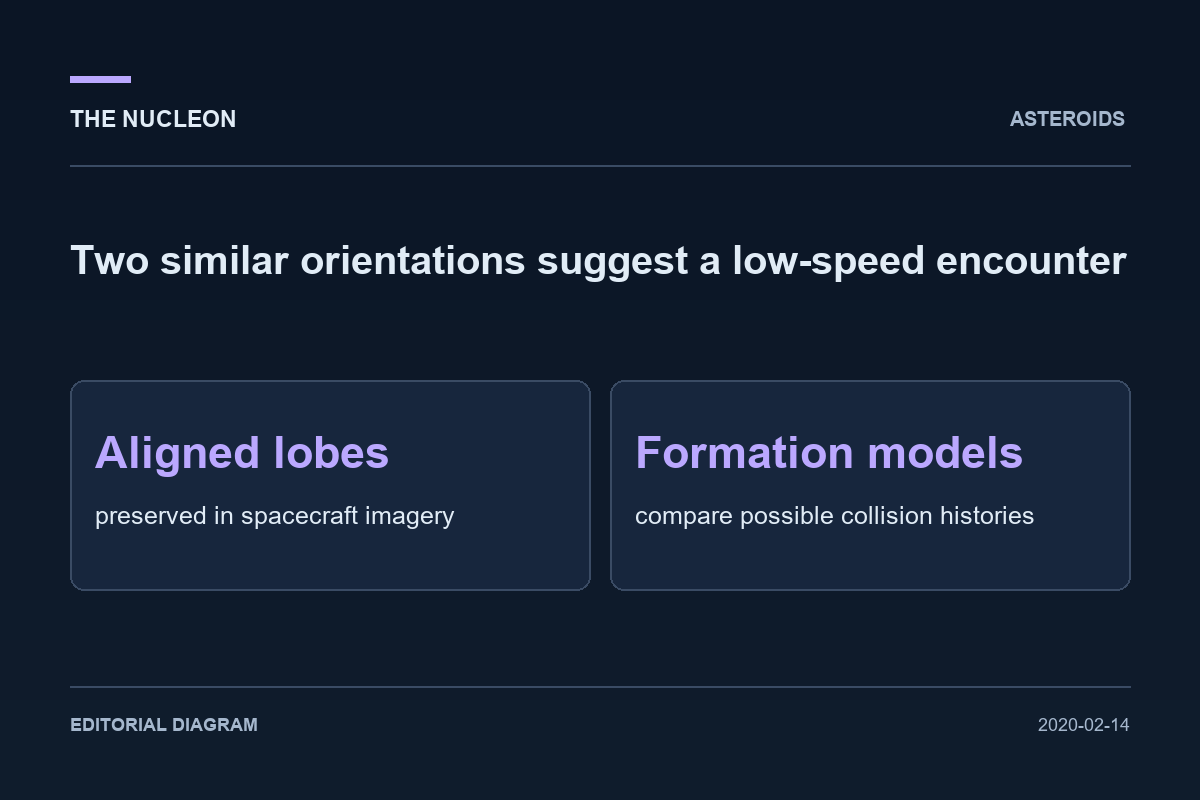 THE NUCLEON
ASTEROIDS
Two similar orientations suggest a low-speed encounter
Aligned lobes
preserved in spacecraft imagery
Formation models
compare possible collision histories
EDITORIAL DIAGRAM
2020-02-14